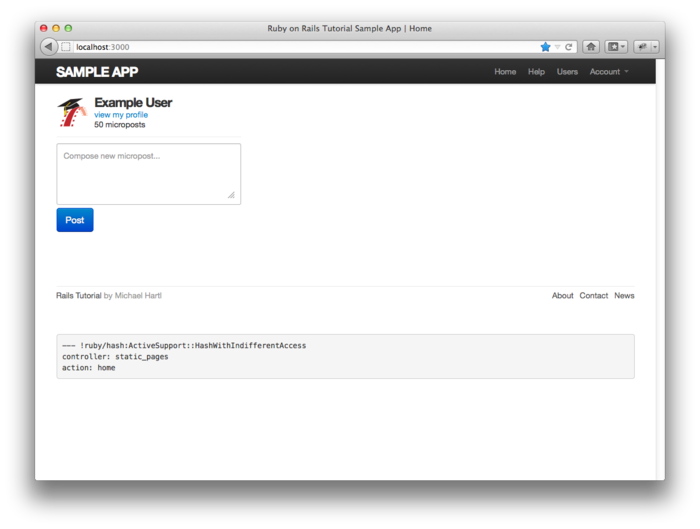 Ruby on Rails Tutorial Sample App | Home
localhost:3000
SAMPLE APP Home Help Users Account
Example User
view my profile
50 microposts
Compose new micropost...
Post
Rails Tutorial by Michael Hartl About Contact News
--- !ruby/hash:ActiveSupport::HashWithIndifferentAccess
controller: static_pages
action: home